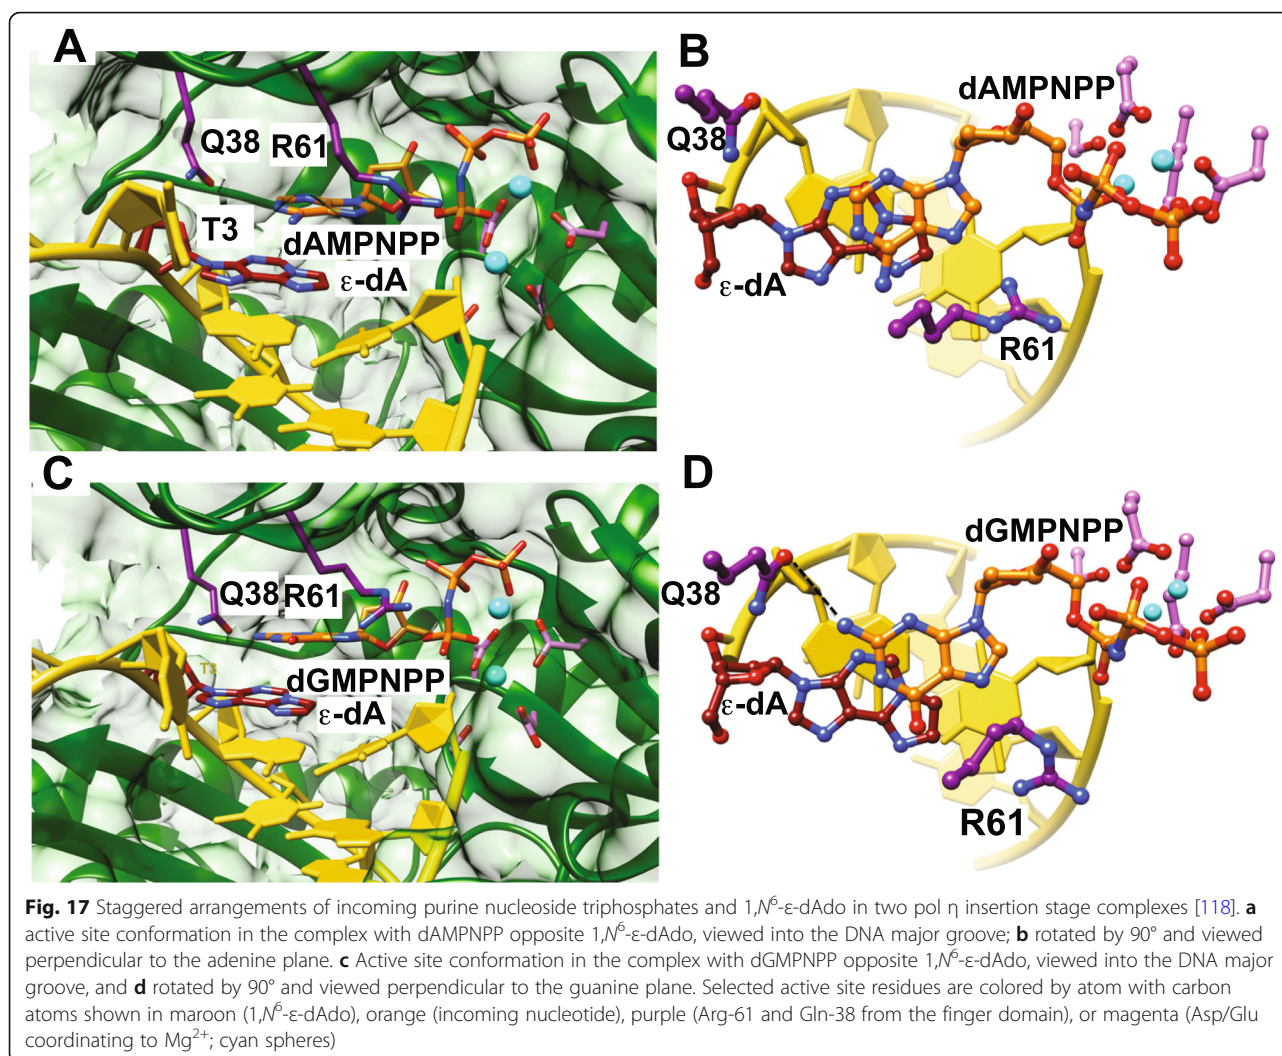 A
Q38 R61
T3
dAMPNPP
ε-dA
B
dAMPNPP
Q38
ε-dA
R61
C
Q38 R61
T3
dGMPNPP
ε-dA
D
dGMPNPP
Q38
ε-dA
R61
Fig. 17 Staggered arrangements of incoming purine nucleoside triphosphates and 1,N6-ε-dAdo in two pol η insertion stage complexes [118]. a
active site conformation in the complex with dAMPNPP opposite 1,N6-ε-dAdo, viewed into the DNA major groove; b rotated by 90° and viewed
perpendicular to the adenine plane. c Active site conformation in the complex with dGMPNPP opposite 1,N6-ε-dAdo, viewed into the DNA major
groove, and d rotated by 90° and viewed perpendicular to the guanine plane. Selected active site residues are colored by atom with carbon
atoms shown in maroon (1,N6-ε-dAdo), orange (incoming nucleotide), purple (Arg-61 and Gln-38 from the finger domain), or magenta (Asp/Glu
coordinating to Mg2+; cyan spheres)